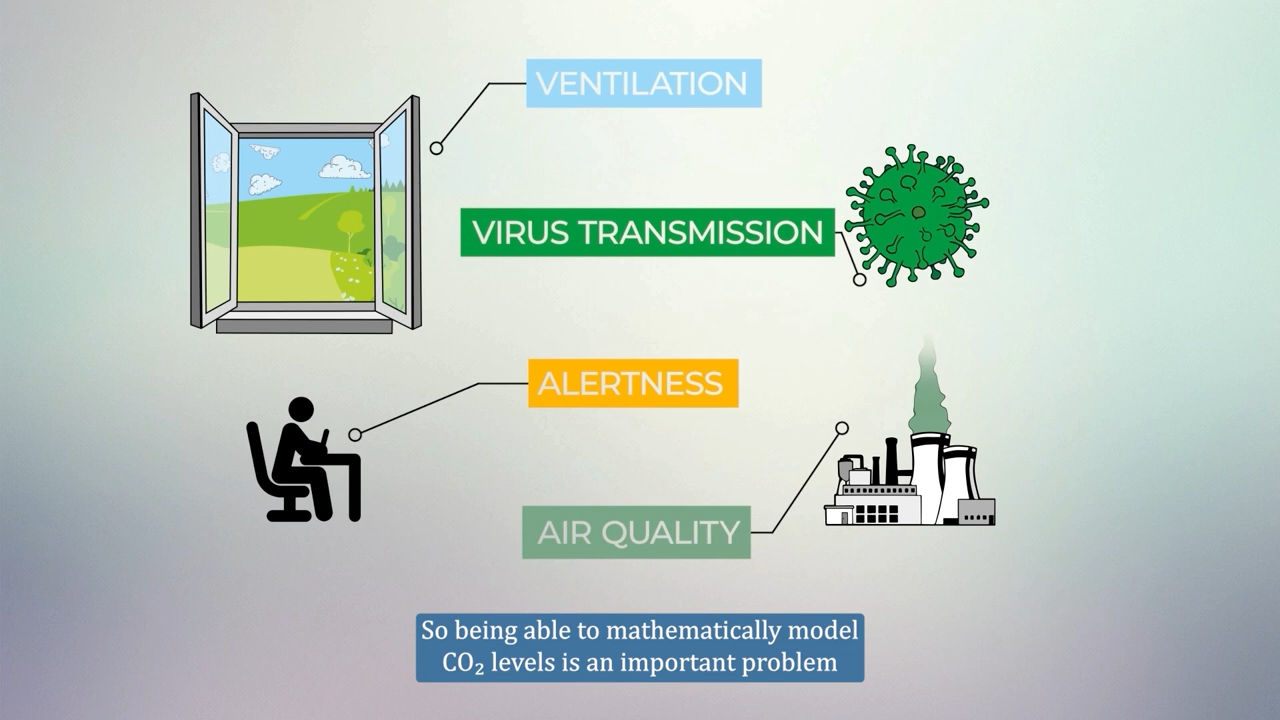 VENTILATION
VIRUS TRANSMISSION
ALERTNESS
AIR QUALITY
So being able to mathematically model
CO₂ levels is an important problem